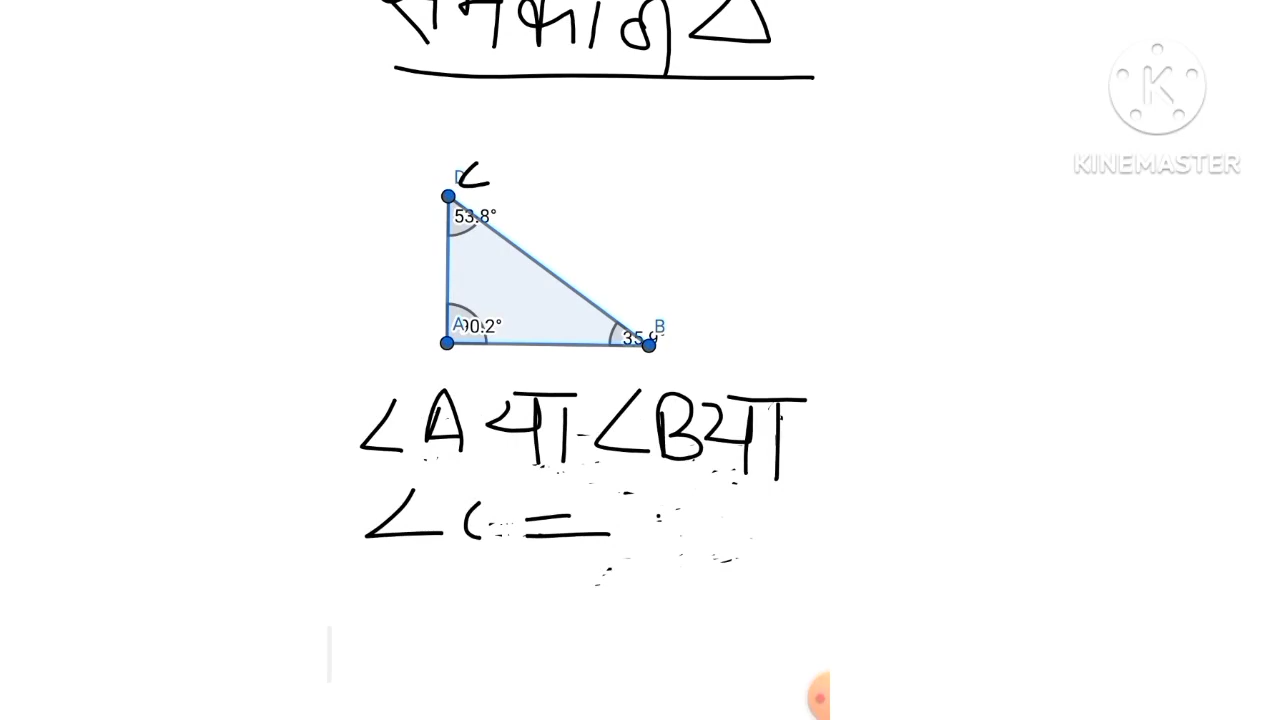 समकोण △
C
53.8°
A 90.2°
35.9°
B
∠A या ∠B या
∠C =
K
KINEMASTER